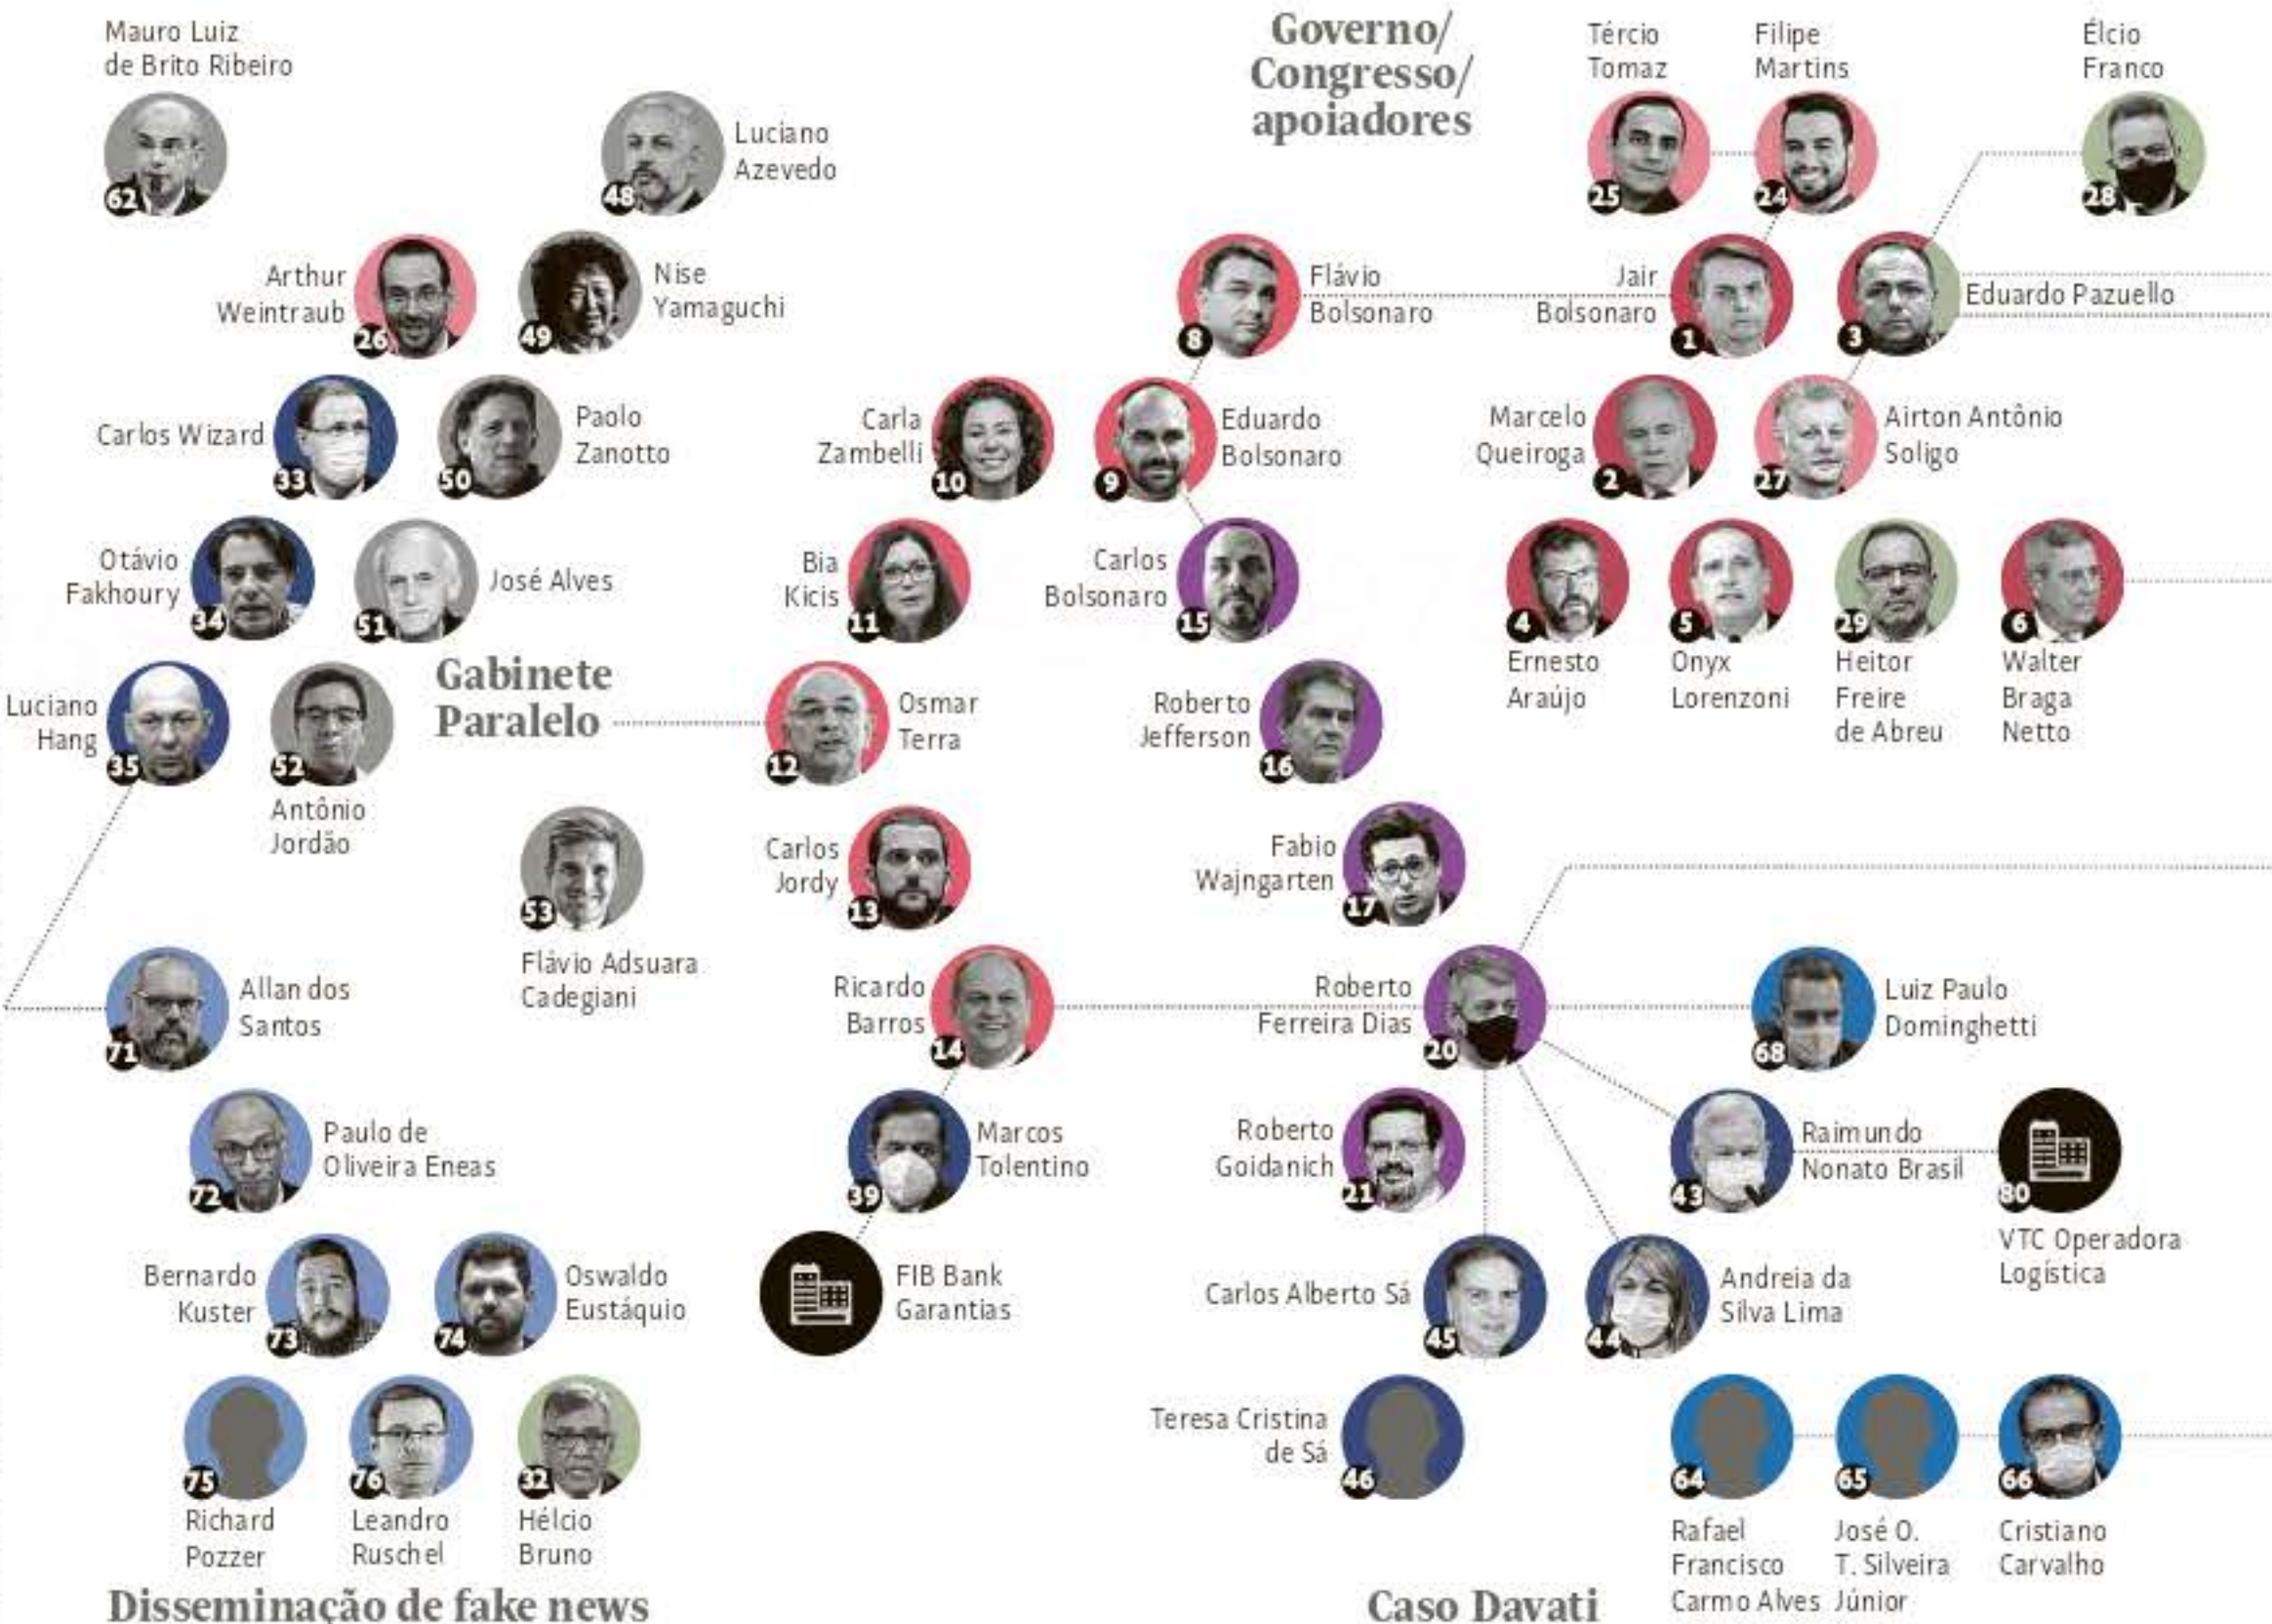 Mauro Luiz
de Brito Ribeiro
62
Luciano
Azevedo
48
Governo/
Congresso/
apoiadores
Tércio
Tomaz
25
Filipe
Martins
24
Élcio
Franco
28
Arthur
Weintraub
26
Nise
Yamaguchi
49
Flávio
Bolsonaro
8
Jair
Bolsonaro
1
Eduardo Pazuello
3
Carlos Wizard
33
Paolo
Zanotto
50
Carla
Zambelli
10
Eduardo
Bolsonaro
9
Marcelo
Queiroga
2
Airton Antônio
Soligo
27
Otávio
Fakhoury
34
José Alves
51
Bia
Kicis
11
Carlos
Bolsonaro
15
4
Ernesto
Araújo
5
Onyx
Lorenzoni
29
Heitor
Freire
de Abreu
6
Walter
Braga
Netto
Luciano
Hang
35
52
Antônio
Jordão
Gabinete
Paralelo
Osmar
Terra
12
Roberto
Jefferson
16
53
Flávio Adsuara
Cadegiani
Carlos
Jordy
13
Fabio
Wajngarten
17
Allan dos
Santos
71
Ricardo
Barros
14
Roberto
Ferreira Dias
20
Luiz Paulo
Dominghetti
68
Paulo de
Oliveira Eneas
72
Marcos
Tolentino
39
Roberto
Goidanich
21
Raimundo
Nonato Brasil
43
80
VTC Operadora
Logística
Bernardo
Kuster
73
Oswaldo
Eustáquio
74
FIB Bank
Garantias
Carlos Alberto Sá
45
Andreia da
Silva Lima
44
75
Richard
Pozzer
76
Leandro
Ruschel
32
Hélcio
Bruno
Teresa Cristina
de Sá
46
64
Rafael
Francisco
Carmo Alves
65
José O.
T. Silveira
Júnior
66
Cristiano
Carvalho
Disseminação de fake news
Caso Davati